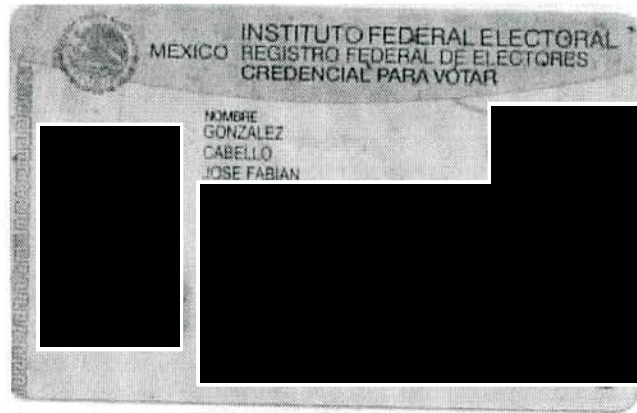 INSTITUTO FEDERAL ELECTORAL
MEXICO REGISTRO FEDERAL DE ELECTORES
CREDENCIAL PARA VOTAR
NOMBRE
GONZALEZ
CABELLO
JOSE FABIAN